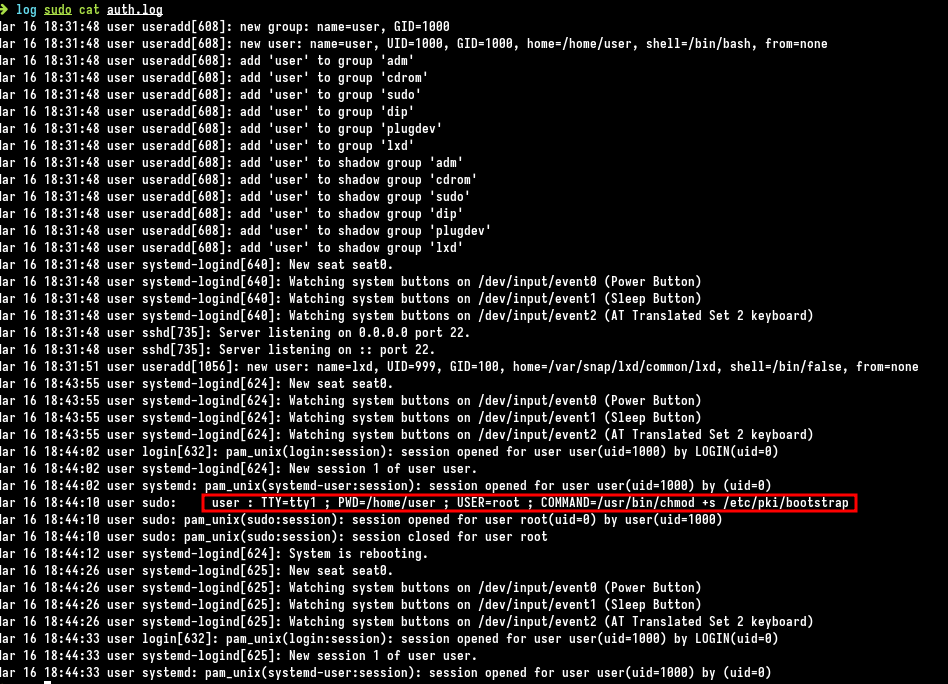 → log sudo cat auth.log
ar 16 18:31:48 user useradd[608]: new group: name=user, GID=1000
ar 16 18:31:48 user useradd[608]: new user: name=user, UID=1000, GID=1000, home=/home/user, shell=/bin/bash, from=none
ar 16 18:31:48 user useradd[608]: add 'user' to group 'adm'
ar 16 18:31:48 user useradd[608]: add 'user' to group 'cdrom'
ar 16 18:31:48 user useradd[608]: add 'user' to group 'sudo'
ar 16 18:31:48 user useradd[608]: add 'user' to group 'dip'
ar 16 18:31:48 user useradd[608]: add 'user' to group 'plugdev'
ar 16 18:31:48 user useradd[608]: add 'user' to group 'lxd'
ar 16 18:31:48 user useradd[608]: add 'user' to shadow group 'adm'
ar 16 18:31:48 user useradd[608]: add 'user' to shadow group 'cdrom'
ar 16 18:31:48 user useradd[608]: add 'user' to shadow group 'sudo'
ar 16 18:31:48 user useradd[608]: add 'user' to shadow group 'dip'
ar 16 18:31:48 user useradd[608]: add 'user' to shadow group 'plugdev'
ar 16 18:31:48 user useradd[608]: add 'user' to shadow group 'lxd'
ar 16 18:31:48 user systemd-logind[640]: New seat seat0.
ar 16 18:31:48 user systemd-logind[640]: Watching system buttons on /dev/input/event0 (Power Button)
ar 16 18:31:48 user systemd-logind[640]: Watching system buttons on /dev/input/event1 (Sleep Button)
ar 16 18:31:48 user systemd-logind[640]: Watching system buttons on /dev/input/event2 (AT Translated Set 2 keyboard)
ar 16 18:31:48 user sshd[735]: Server listening on 0.0.0.0 port 22.
ar 16 18:31:48 user sshd[735]: Server listening on :: port 22.
ar 16 18:31:51 user useradd[1056]: new user: name=lxd, UID=999, GID=100, home=/var/snap/lxd/common/lxd, shell=/bin/false, from=none
ar 16 18:43:55 user systemd-logind[624]: New seat seat0.
ar 16 18:43:55 user systemd-logind[624]: Watching system buttons on /dev/input/event0 (Power Button)
ar 16 18:43:55 user systemd-logind[624]: Watching system buttons on /dev/input/event1 (Sleep Button)
ar 16 18:43:55 user systemd-logind[624]: Watching system buttons on /dev/input/event2 (AT Translated Set 2 keyboard)
ar 16 18:44:02 user login[632]: pam_unix(login:session): session opened for user user(uid=1000) by LOGIN(uid=0)
ar 16 18:44:02 user systemd-logind[624]: New session 1 of user user.
ar 16 18:44:02 user systemd: pam_unix(systemd-user:session): session opened for user user(uid=1000) by (uid=0)
ar 16 18:44:10 user sudo: user : TTY=tty1 ; PWD=/home/user ; USER=root ; COMMAND=/usr/bin/chmod +s /etc/pki/bootstrap
ar 16 18:44:10 user sudo: pam_unix(sudo:session): session opened for user root(uid=0) by user(uid=1000)
ar 16 18:44:10 user sudo: pam_unix(sudo:session): session closed for user root
ar 16 18:44:12 user systemd-logind[624]: System is rebooting.
ar 16 18:44:26 user systemd-logind[625]: New seat seat0.
ar 16 18:44:26 user systemd-logind[625]: Watching system buttons on /dev/input/event0 (Power Button)
ar 16 18:44:26 user systemd-logind[625]: Watching system buttons on /dev/input/event1 (Sleep Button)
ar 16 18:44:26 user systemd-logind[625]: Watching system buttons on /dev/input/event2 (AT Translated Set 2 keyboard)
ar 16 18:44:33 user login[632]: pam_unix(login:session): session opened for user user(uid=1000) by LOGIN(uid=0)
ar 16 18:44:33 user systemd-logind[625]: New session 1 of user user.
ar 16 18:44:33 user systemd: pam_unix(systemd-user:session): session opened for user user(uid=1000) by (uid=0)